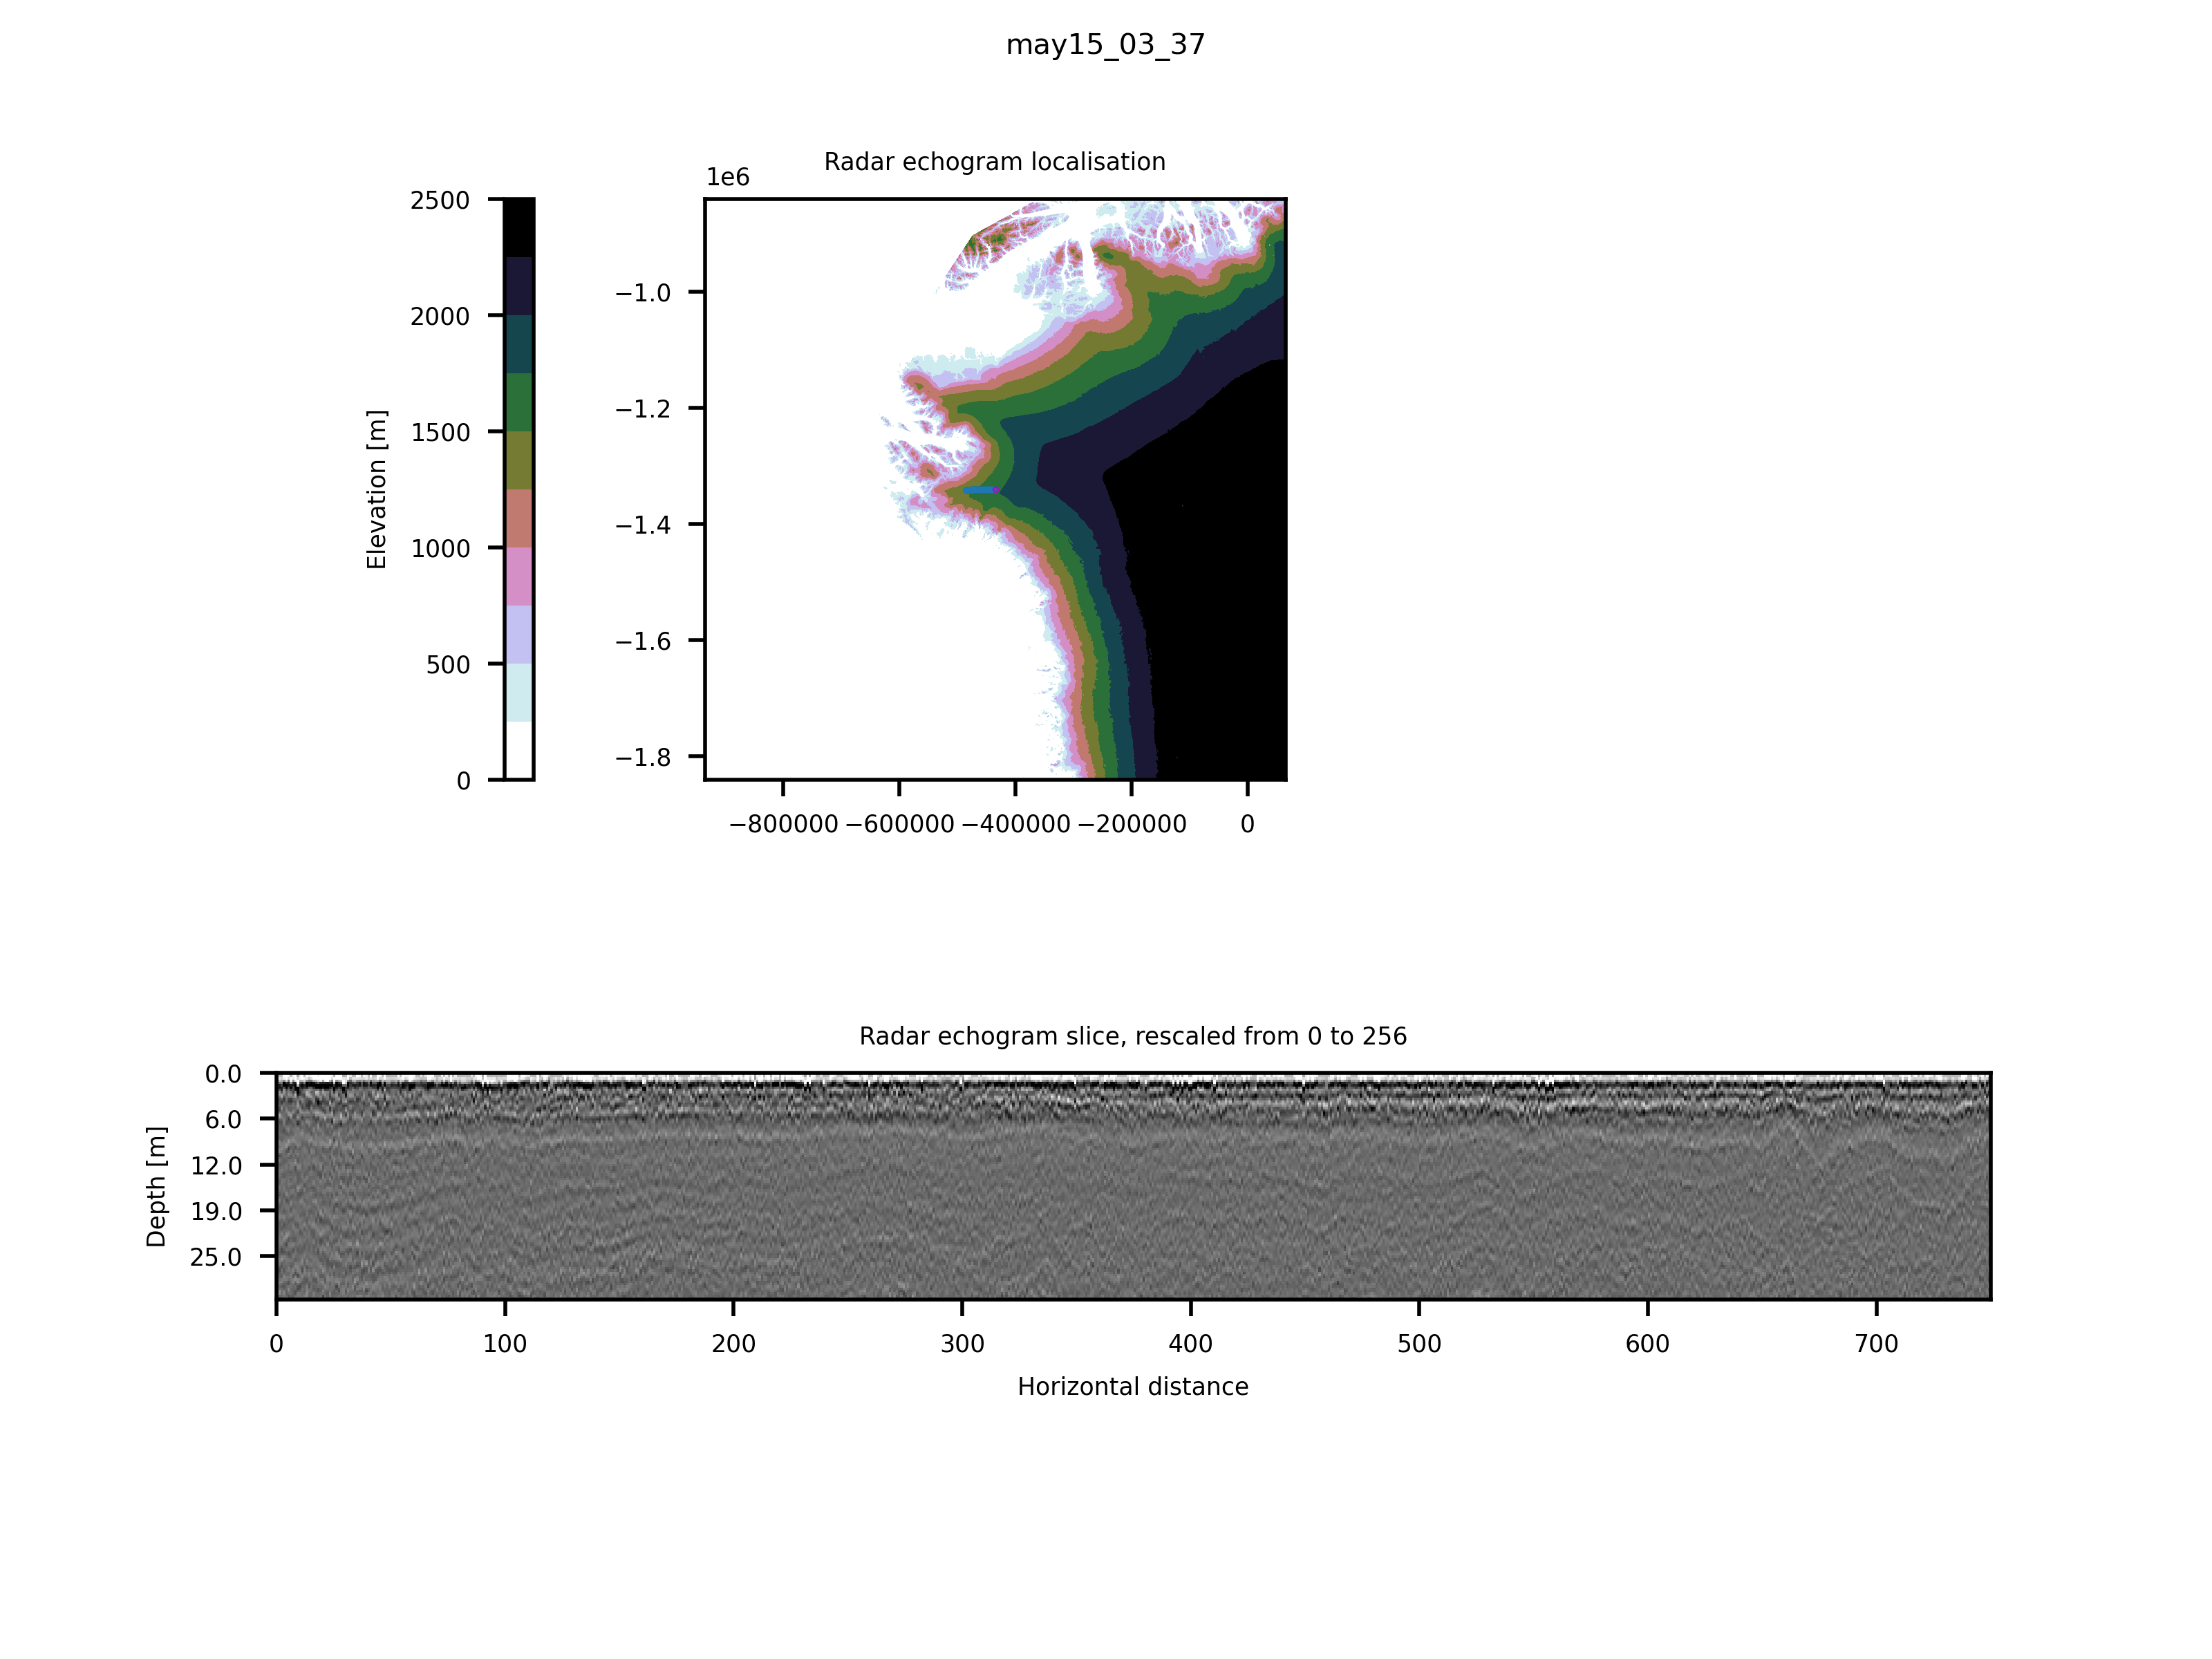 may15_03_37
Radar echogram localisation
1e6
2500
2000
1500
1000
500
0
Elevation [m]
−1.0
−1.2
−1.4
−1.6
−1.8
−800000 −600000 −400000 −200000 0
Radar echogram slice, rescaled from 0 to 256
0.0
6.0
12.0
19.0
25.0
Depth [m]
0 100 200 300 400 500 600 700
Horizontal distance